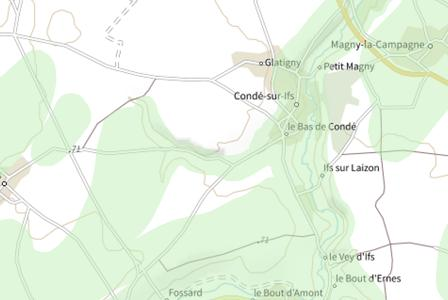 Magny-la-Campagne
Glatigny
Petit Magny
Condé-sur-Ifs
le Bas de Condé
71
Ifs sur Laizon
71
le Vey d'Ifs
le Bout d'Ernes
Fossard
le Bout d'Amont